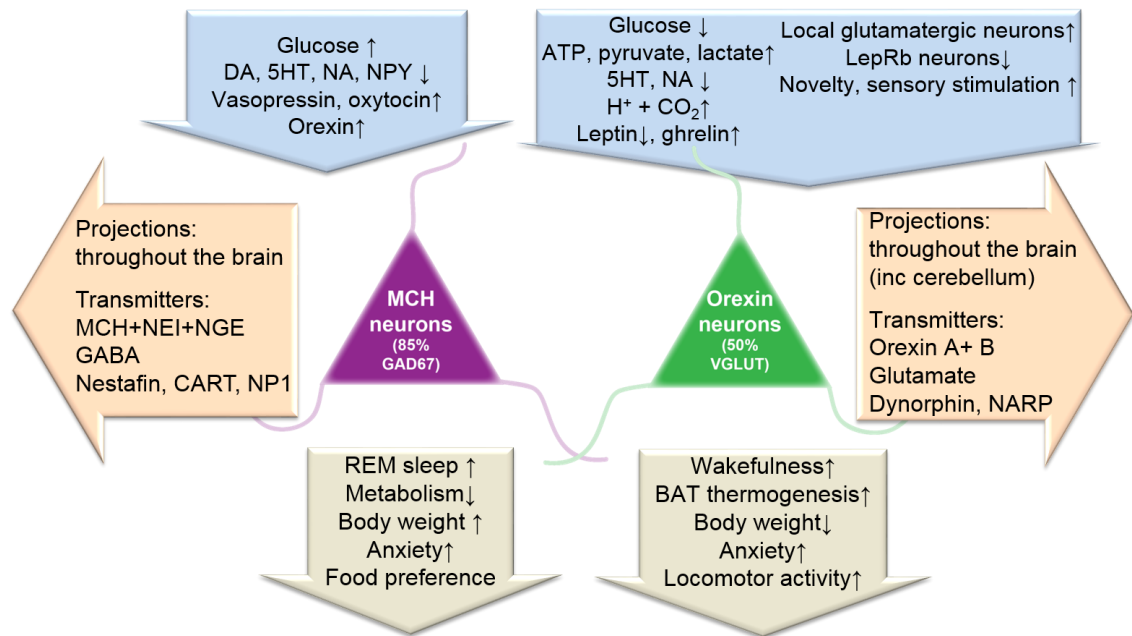 Glucose ↑
DA, 5HT, NA, NPY ↓
Vasopressin, oxytocin↑
Orexin↑
Glucose ↓
ATP, pyruvate, lactate↑
5HT, NA ↓
H⁺ + CO₂↑
Leptin↓, ghrelin↑
Local glutamatergic neurons↑
LepRb neurons↓
Novelty, sensory stimulation ↑
Projections:
throughout the brain
Transmitters:
MCH+NEI+NGE
GABA
Nestafin, CART, NP1
MCH
neurons
(85%
GAD67)
Orexin
neurons
(50%
VGLUT)
Projections:
throughout the brain
(inc cerebellum)
Transmitters:
Orexin A+ B
Glutamate
Dynorphin, NARP
REM sleep ↑
Metabolism↓
Body weight ↑
Anxiety↑
Food preference
Wakefulness↑
BAT thermogenesis↑
Body weight↓
Anxiety↑
Locomotor activity↑